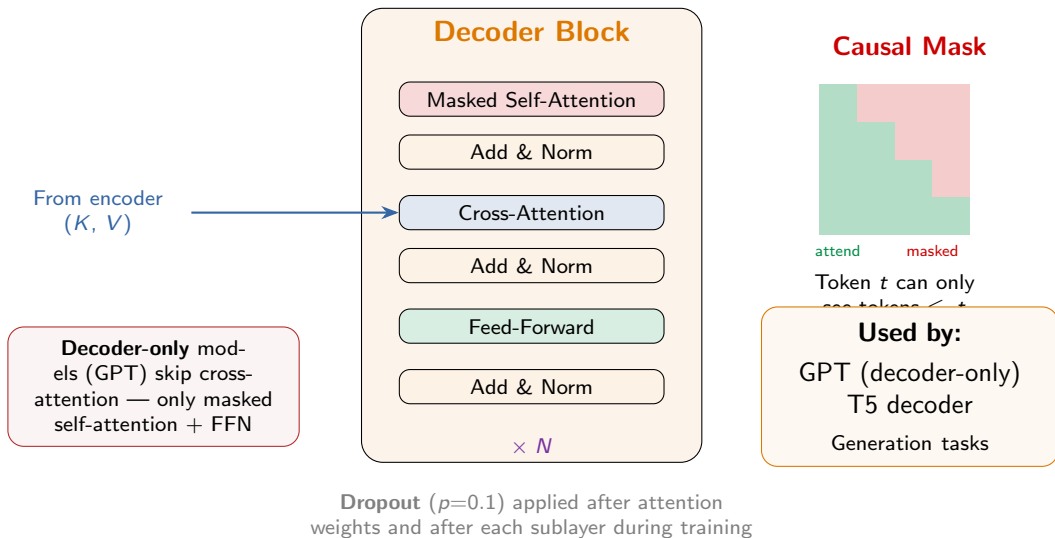 Decoder Block
Masked Self-Attention
Add & Norm
Cross-Attention
Add & Norm
Feed-Forward
Add & Norm
× N
From encoder
(K, V)
Decoder-only mod-
els (GPT) skip cross-
attention — only masked
self-attention + FFN
Causal Mask
attend masked
Token t can only
see tokens ≤ t
Used by:
GPT (decoder-only)
T5 decoder
Generation tasks
Dropout (p=0.1) applied after attention
weights and after each sublayer during training